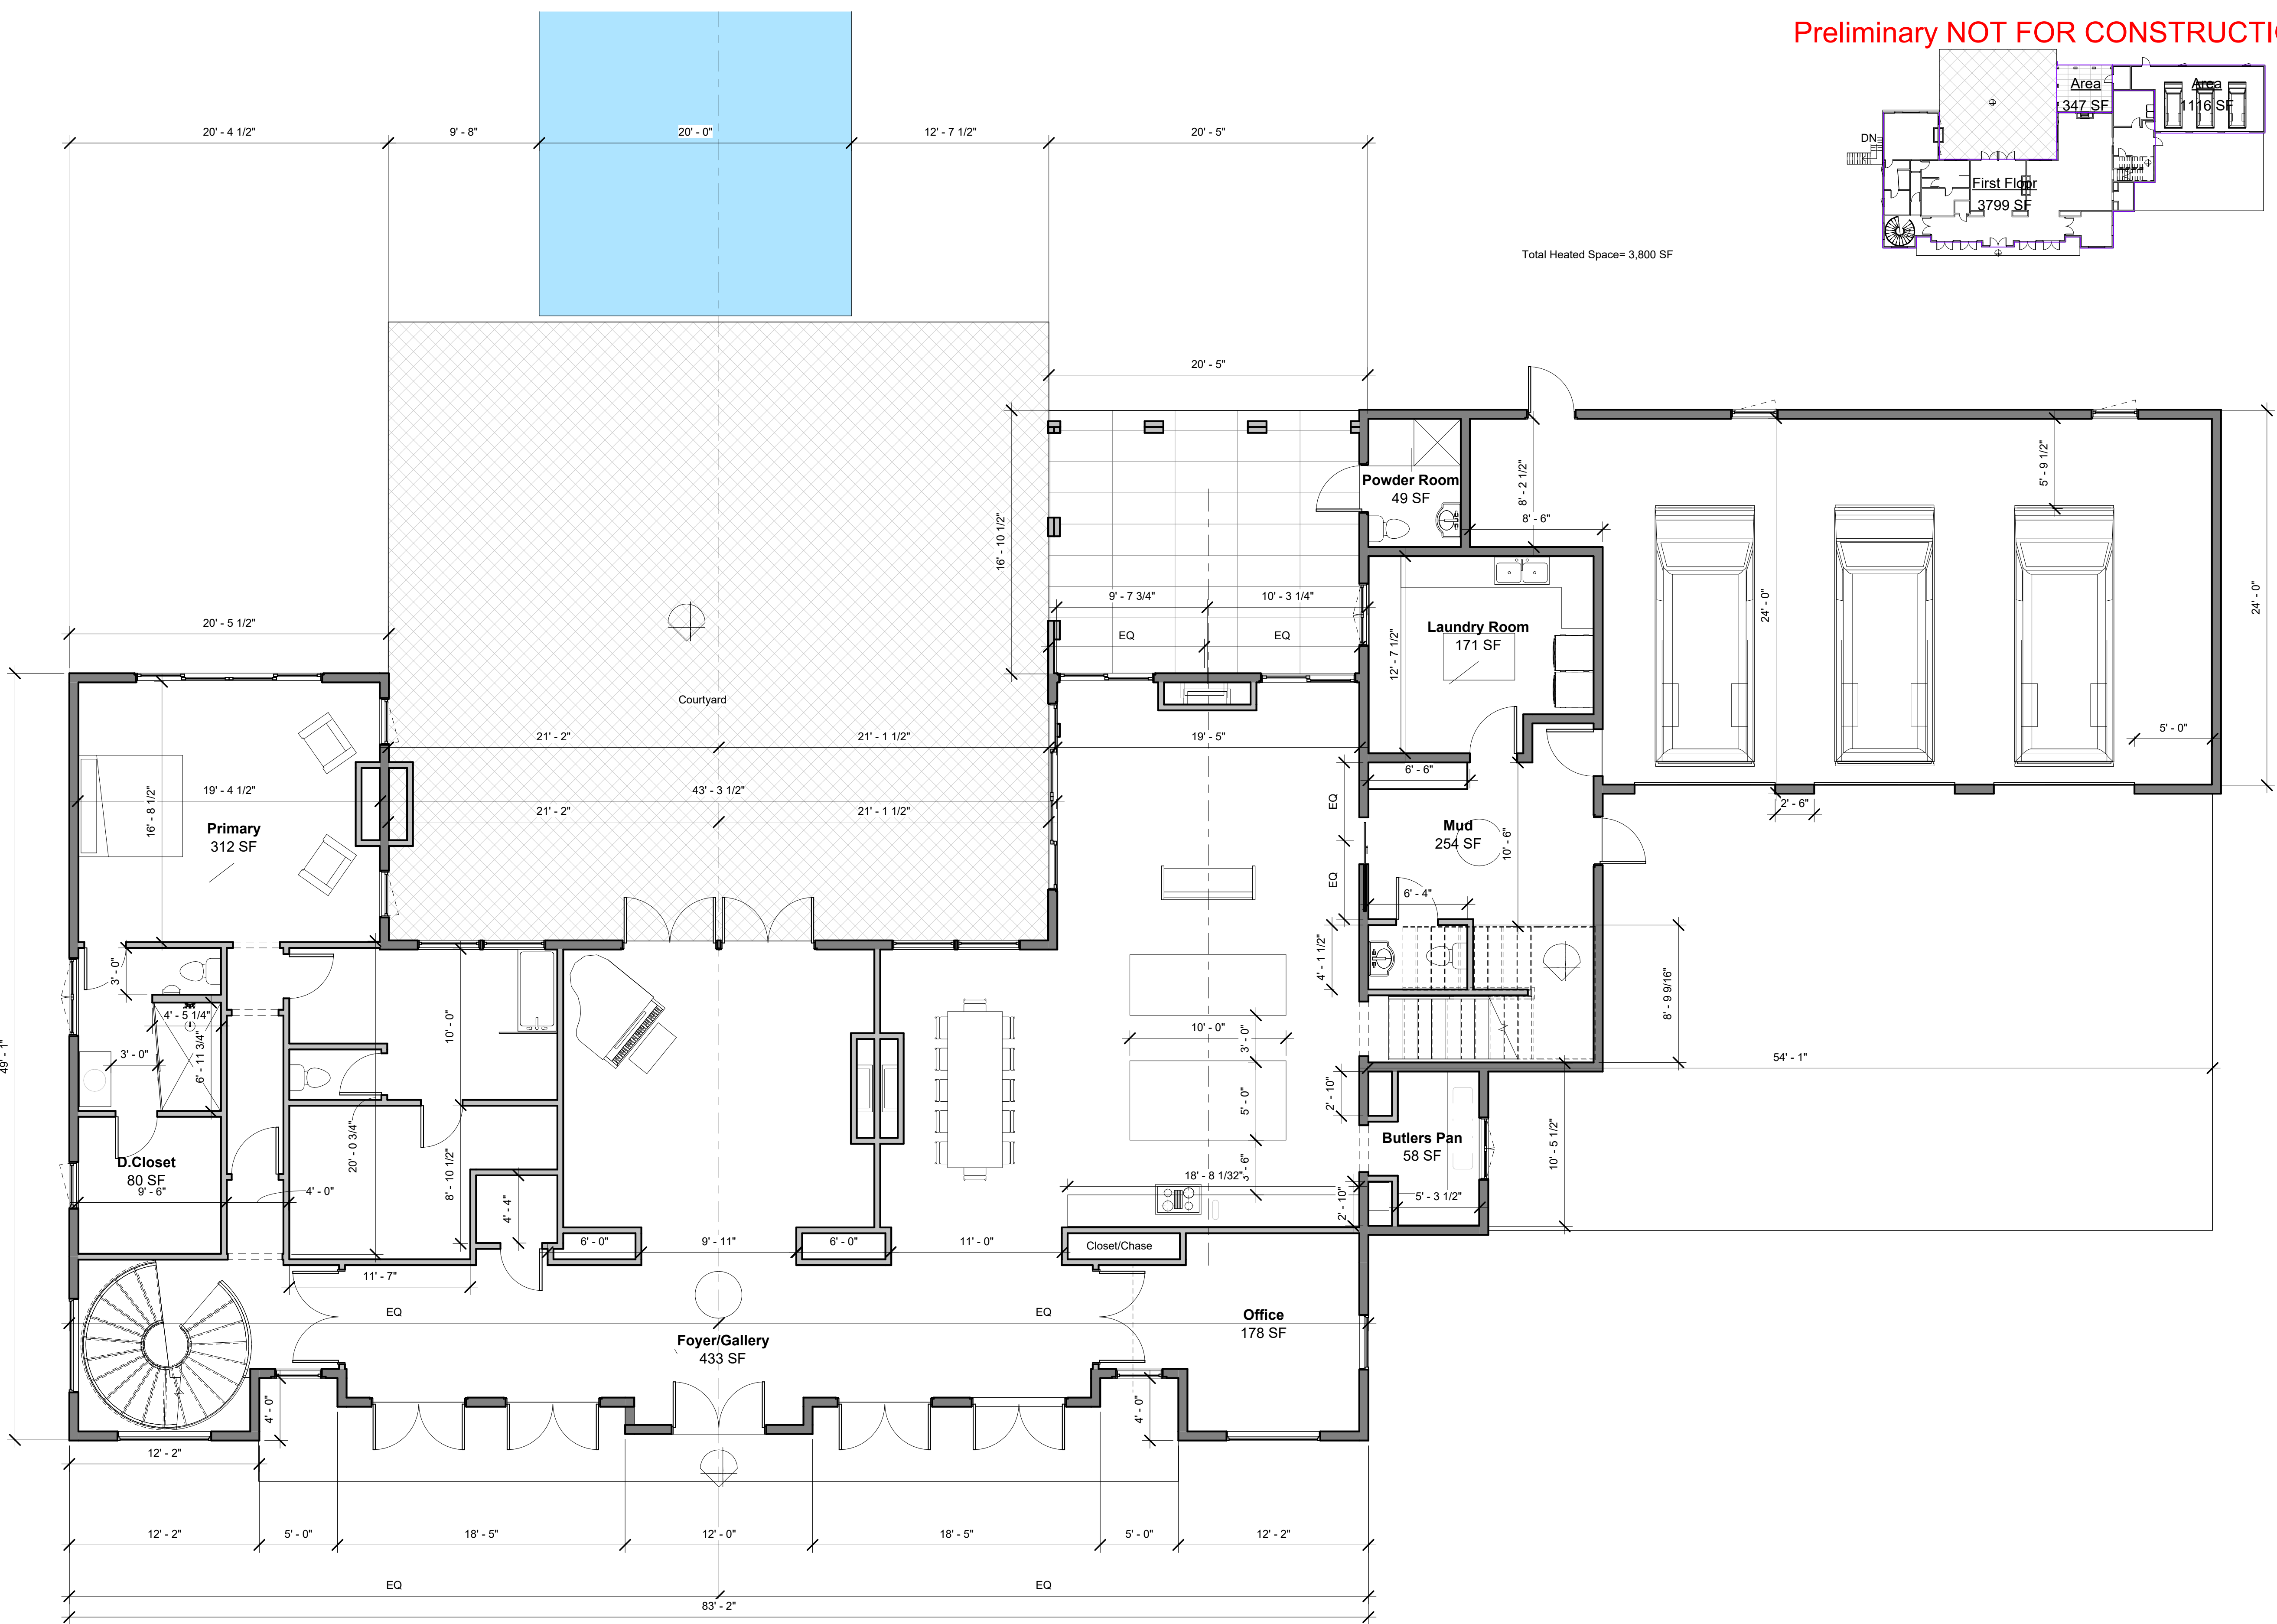 Preliminary NOT FOR CONSTRUCTI
Area
347 SF
Area
1116 SF
DN
First Floor
3799 SF
Total Heated Space= 3,800 SF
20' - 4 1/2"
9' - 8"
20' - 0"
12' - 7 1/2"
20' - 5"
20' - 5"
16' - 10 1/2"
Powder Room
49 SF
8' - 2 1/2"
8' - 6"
5' - 9 1/2"
24' - 0"
24' - 0"
9' - 7 3/4"
10' - 3 1/4"
EQ
EQ
20' - 5 1/2"
12' - 7 1/2"
Laundry Room
171 SF
Courtyard
21' - 2"
21' - 1 1/2"
19' - 5"
5' - 0"
6' - 6"
19' - 4 1/2"
16' - 8 1/2"
43' - 3 1/2"
21' - 2"
21' - 1 1/2"
EQ
EQ
2' - 6"
Primary
312 SF
Mud
254 SF
10' - 6"
6' - 4"
4' - 1 1/2"
8' - 9 9/16"
3' - 0"
4' - 5 1/4"
6' - 11 3/4"
3' - 0"
49' - 1"
10' - 0"
10' - 0"
3' - 0"
54' - 1"
5' - 0"
2' - 10"
20' - 0 3/4"
8' - 10 1/2"
D.Closet
80 SF
9' - 6"
4' - 0"
4' - 4"
Butlers Pan
58 SF
10' - 5 1/2"
18' - 8 1/32"
3' - 6"
2' - 10"
5' - 3 1/2"
6' - 0"
9' - 11"
6' - 0"
11' - 0"
Closet/Chase
11' - 7"
EQ
EQ
Foyer/Gallery
433 SF
Office
178 SF
4' - 0"
4' - 0"
12' - 2"
12' - 2"
5' - 0"
18' - 5"
12' - 0"
18' - 5"
5' - 0"
12' - 2"
EQ
EQ
83' - 2"